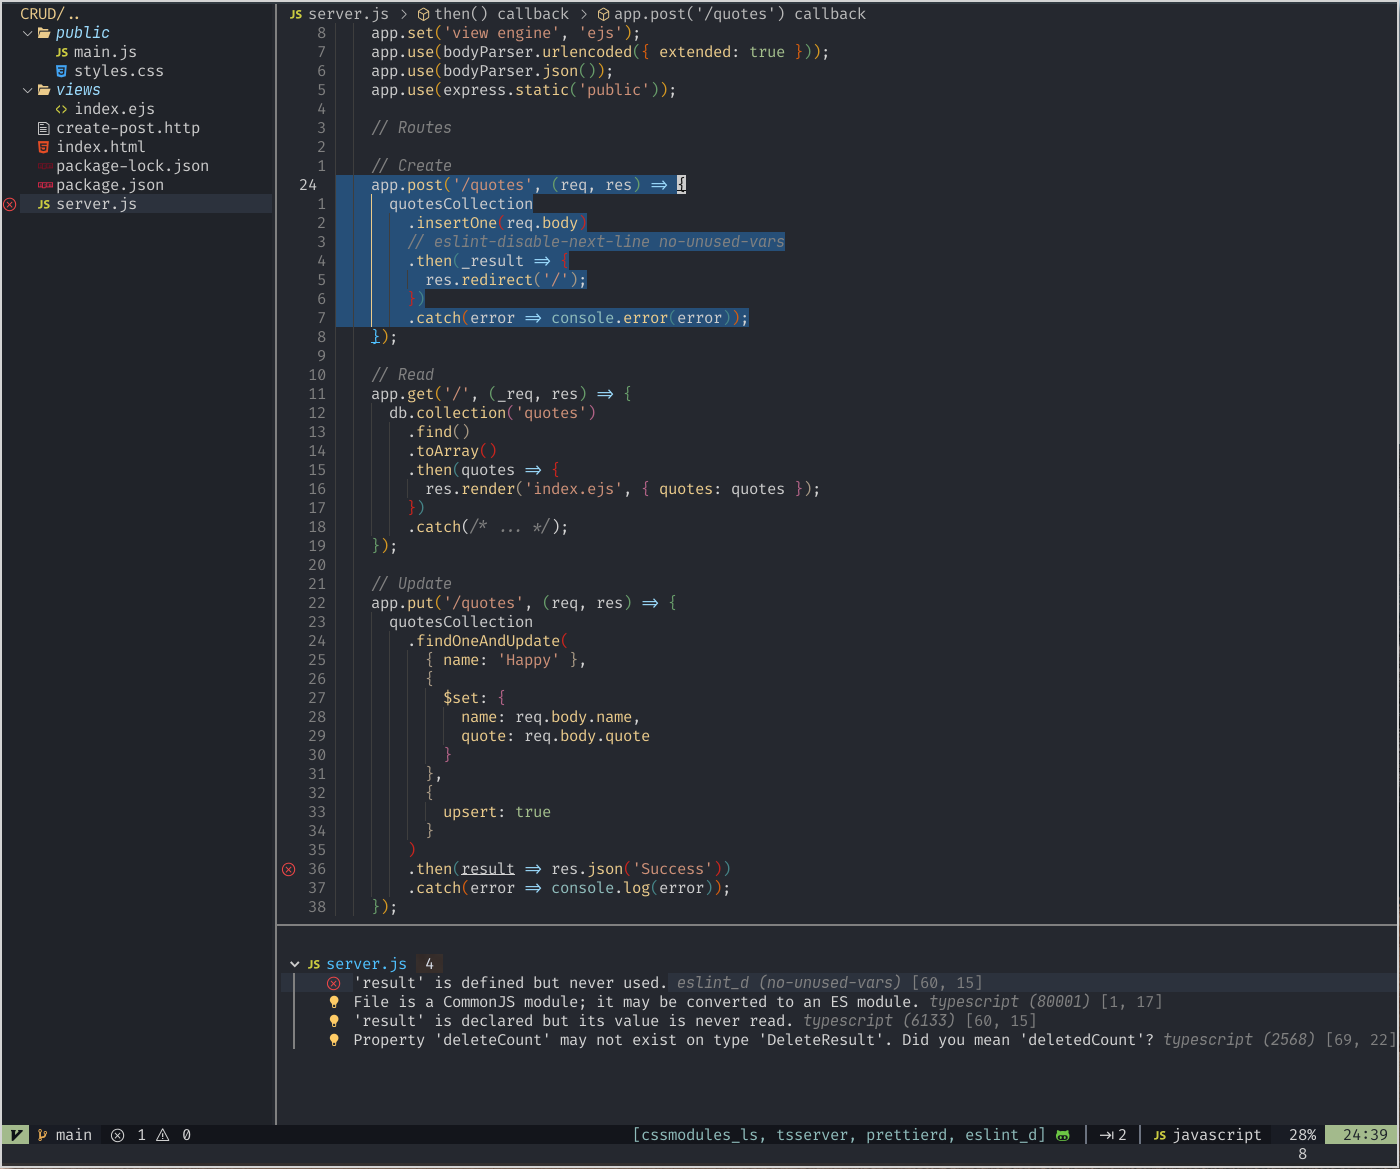 CRUD/..
public
JS main.js
styles.css
views
<> index.ejs
create-post.http
index.html
package-lock.json
package.json
JS server.js
JS server.js > then() callback > app.post('/quotes') callback
8 app.set('view engine', 'ejs');
7 app.use(bodyParser.urlencoded({ extended: true }));
6 app.use(bodyParser.json());
5 app.use(express.static('public'));
4
3 // Routes
2
1 // Create
24 app.post('/quotes', (req, res) => {
1 quotesCollection
2 .insertOne(req.body)
3 // eslint-disable-next-line no-unused-vars
4 .then(_result => {
5 res.redirect('/');
6 })
7 .catch(error => console.error(error));
8 });
9
10 // Read
11 app.get('/', (_req, res) => {
12 db.collection('quotes')
13 .find()
14 .toArray()
15 .then(quotes => {
16 res.render('index.ejs', { quotes: quotes });
17 })
18 .catch(/* ... */);
19 });
20
21 // Update
22 app.put('/quotes', (req, res) => {
23 quotesCollection
24 .findOneAndUpdate(
25 { name: 'Happy' },
26 {
27 $set: {
28 name: req.body.name,
29 quote: req.body.quote
30 }
31 },
32 {
33 upsert: true
34 }
35 )
36 .then(result => res.json('Success'))
37 .catch(error => console.log(error));
38 });
JS server.js 4
'result' is defined but never used. eslint_d (no-unused-vars) [60, 15]
File is a CommonJS module; it may be converted to an ES module. typescript (80001) [1, 17]
'result' is declared but its value is never read. typescript (6133) [60, 15]
Property 'deleteCount' may not exist on type 'DeleteResult'. Did you mean 'deletedCount'? typescript (2568) [69, 22]
main 1 0 [cssmodules_ls, tsserver, prettierd, eslint_d] 2 JS javascript 28% 24:39
8